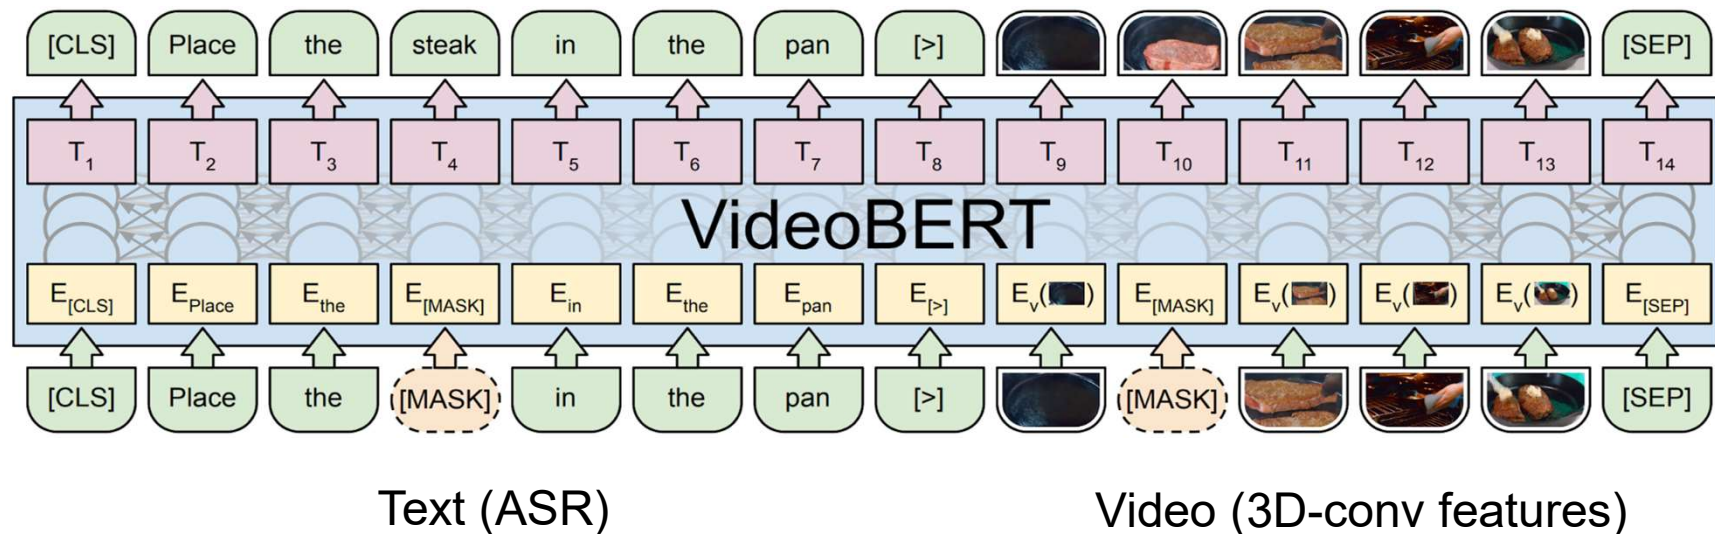 [CLS] Place the steak in the pan [>] [SEP]
T1 T2 T3 T4 T5 T6 T7 T8 T9 T10 T11 T12 T13 T14
VideoBERT
E[CLS] EPlace Ethe E[MASK] Ein Ethe Epan E[>] Ev( ) E[MASK] Ev( ) Ev( ) Ev( ) E[SEP]
[CLS] Place the [MASK] in the pan [>] [MASK] [SEP]
Text (ASR) Video (3D-conv features)